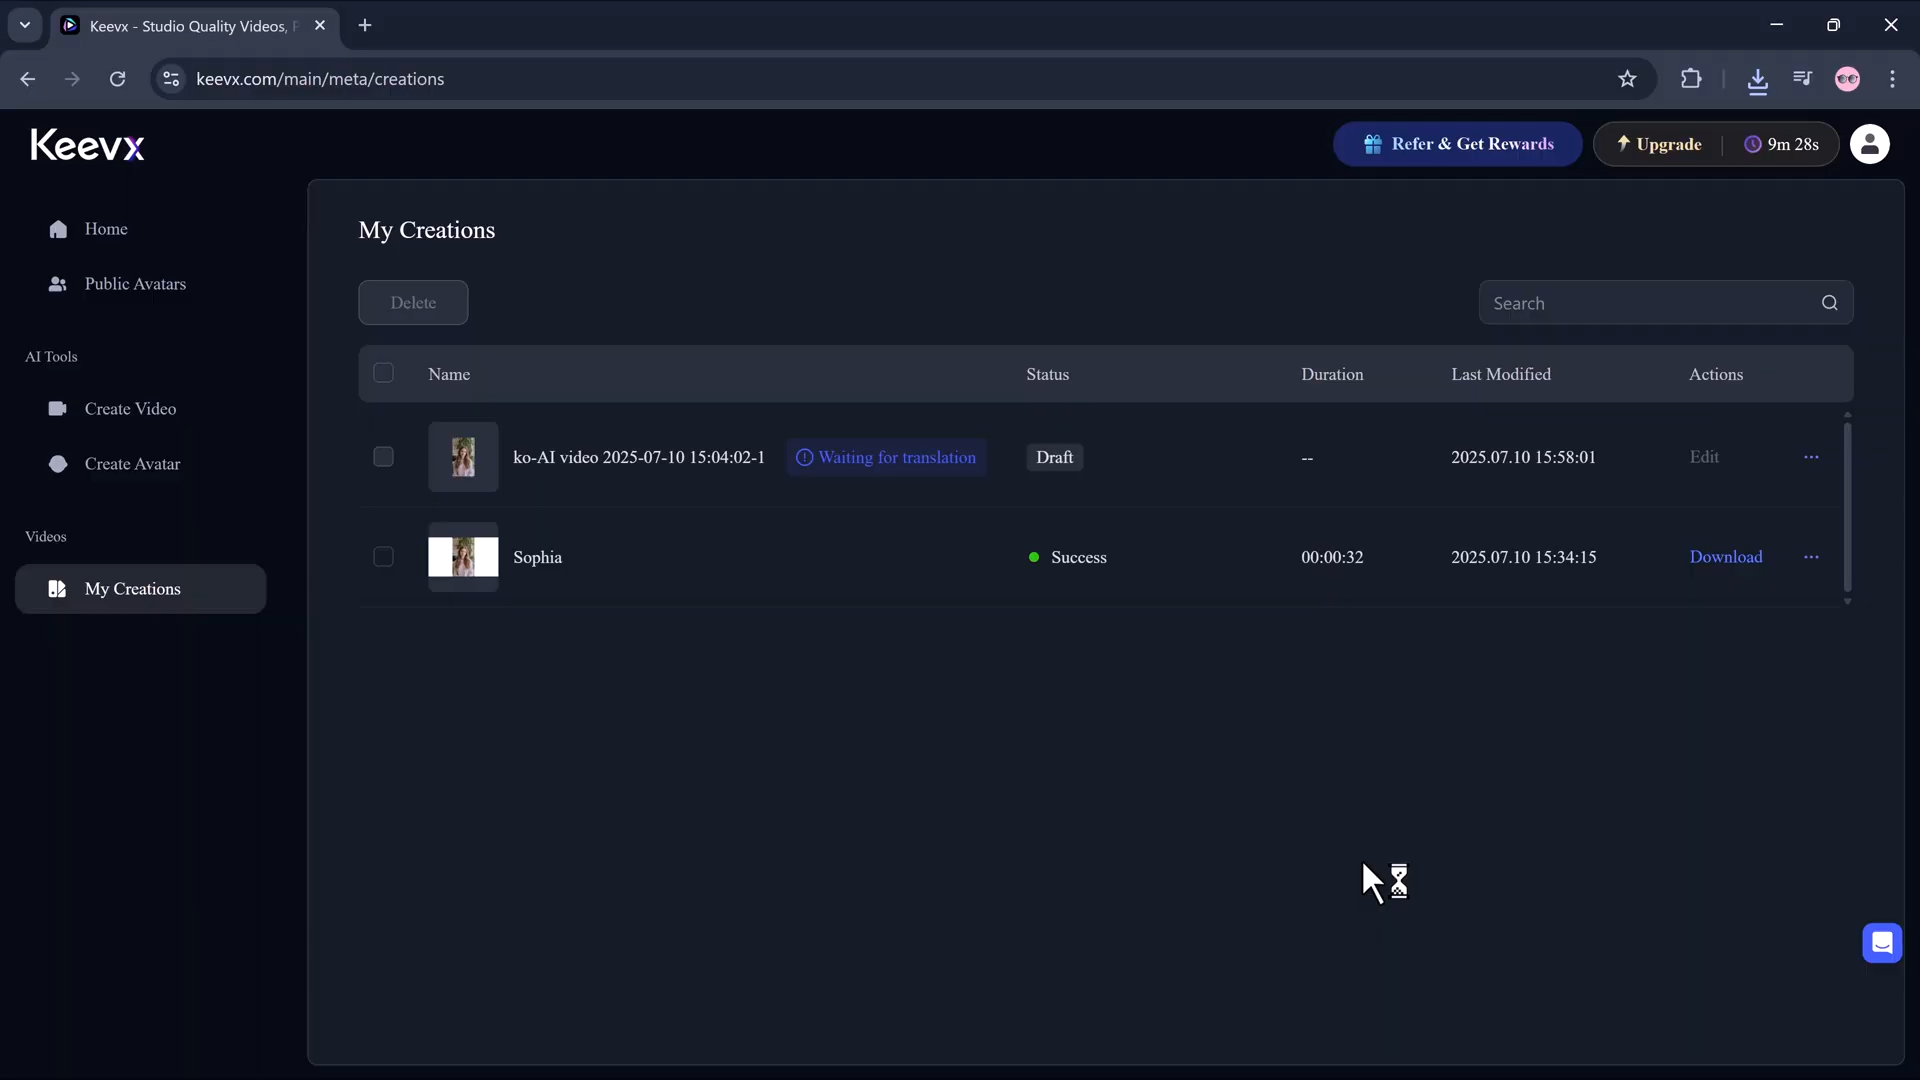 Keevx - Studio Quality Videos,
keevx.com/main/meta/creations
Keevx
Refer & Get Rewards
Upgrade
9m 28s
Home
Public Avatars
AI Tools
Create Video
Create Avatar
Videos
My Creations
My Creations
Delete
Search
Name Status Duration Last Modified Actions
ko-AI video 2025-07-10 15:04:02-1 Waiting for translation Draft -- 2025.07.10 15:58:01 Edit
Sophia Success 00:00:32 2025.07.10 15:34:15 Download